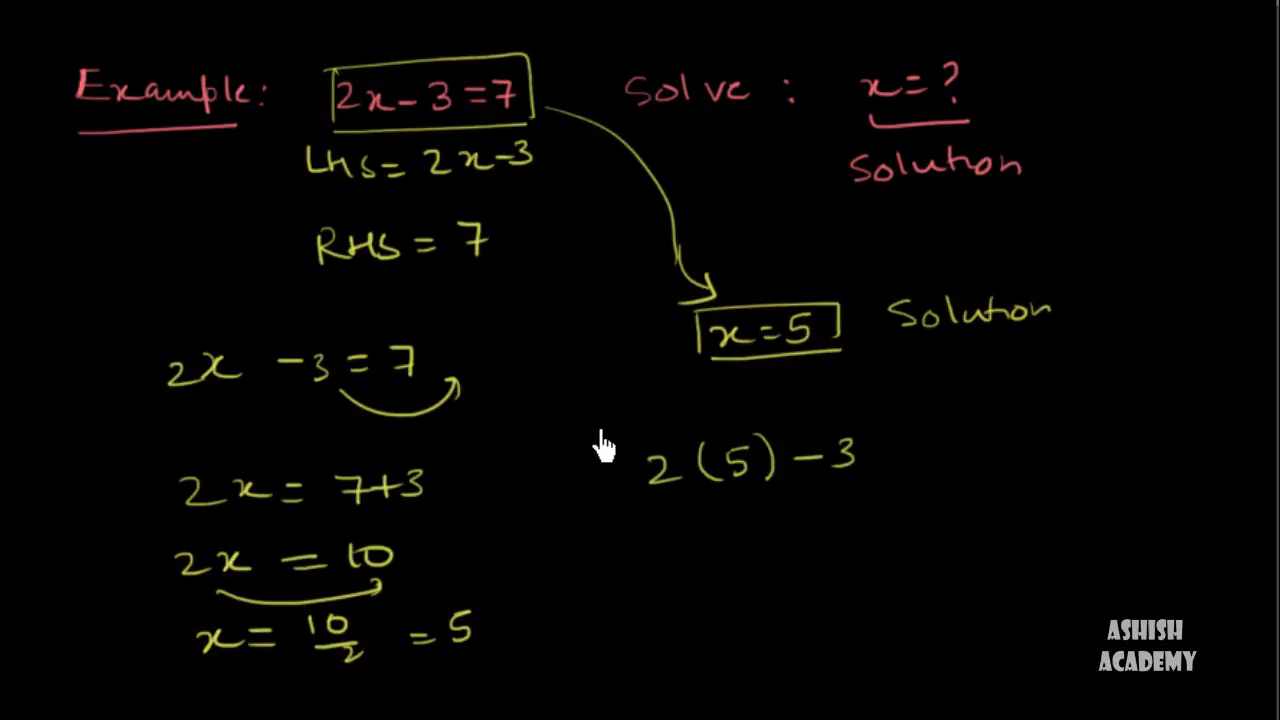 Example: 2x-3=7 Solve: x=?
LHS=2x-3
Solution
RHS=7
x=5 Solution
2x-3=7
2(5)-3
2x=7+3
2x=10
x=10/2=5
ASHISH
ACADEMY